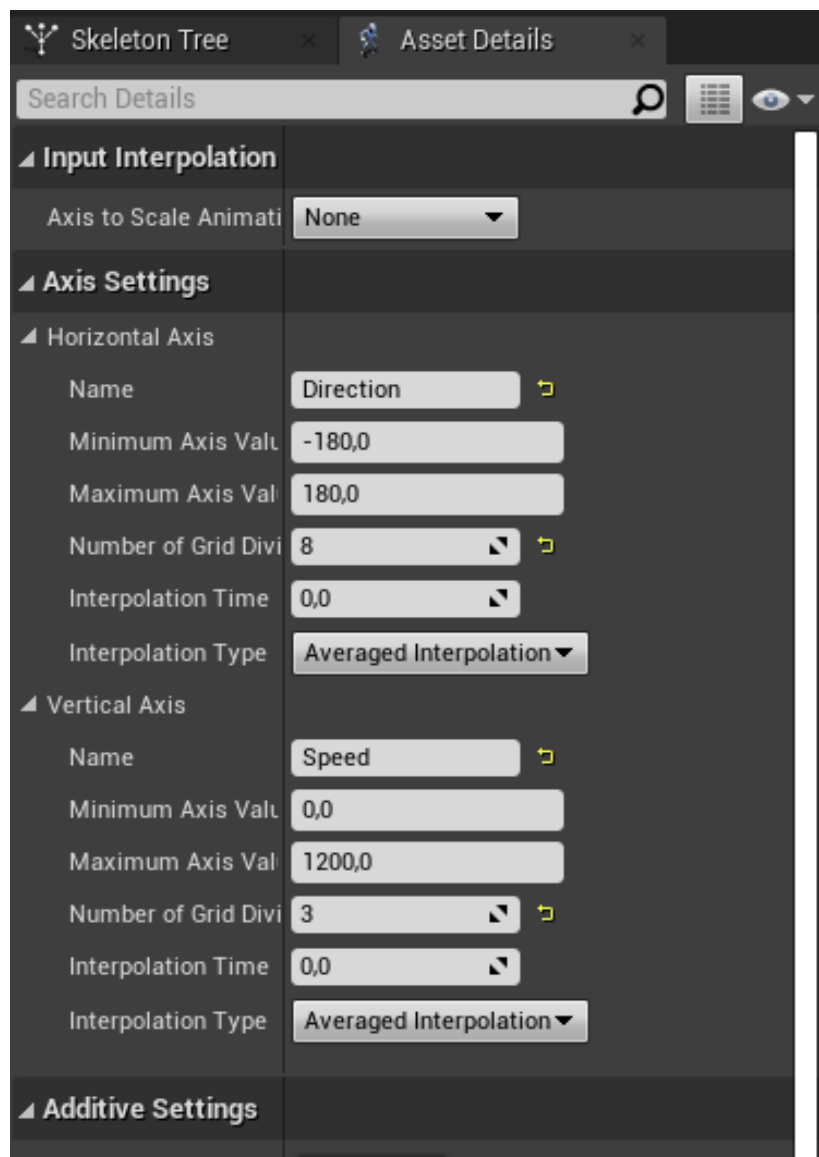 Skeleton Tree
Asset Details
Search Details
Input Interpolation
Axis to Scale Animati None
Axis Settings
Horizontal Axis
Name Direction
Minimum Axis Valu -180,0
Maximum Axis Val 180,0
Number of Grid Divi 8
Interpolation Time 0,0
Interpolation Type Averaged Interpolation
Vertical Axis
Name Speed
Minimum Axis Valu 0,0
Maximum Axis Val 1200,0
Number of Grid Divi 3
Interpolation Time 0,0
Interpolation Type Averaged Interpolation
Additive Settings